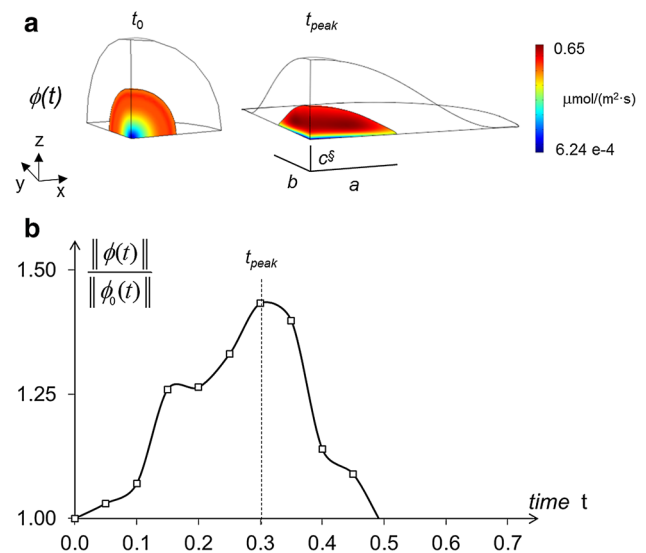 a
t0
tpeak
0.65
ϕ(t)
μmol/(m²·s)
6.24 e-4
z
y
x
c§
b
a
b
‖ϕ(t)‖
‖ϕ0(t)‖
tpeak
1.50
1.25
1.00
time t
0.0 0.1 0.2 0.3 0.4 0.5 0.6 0.7